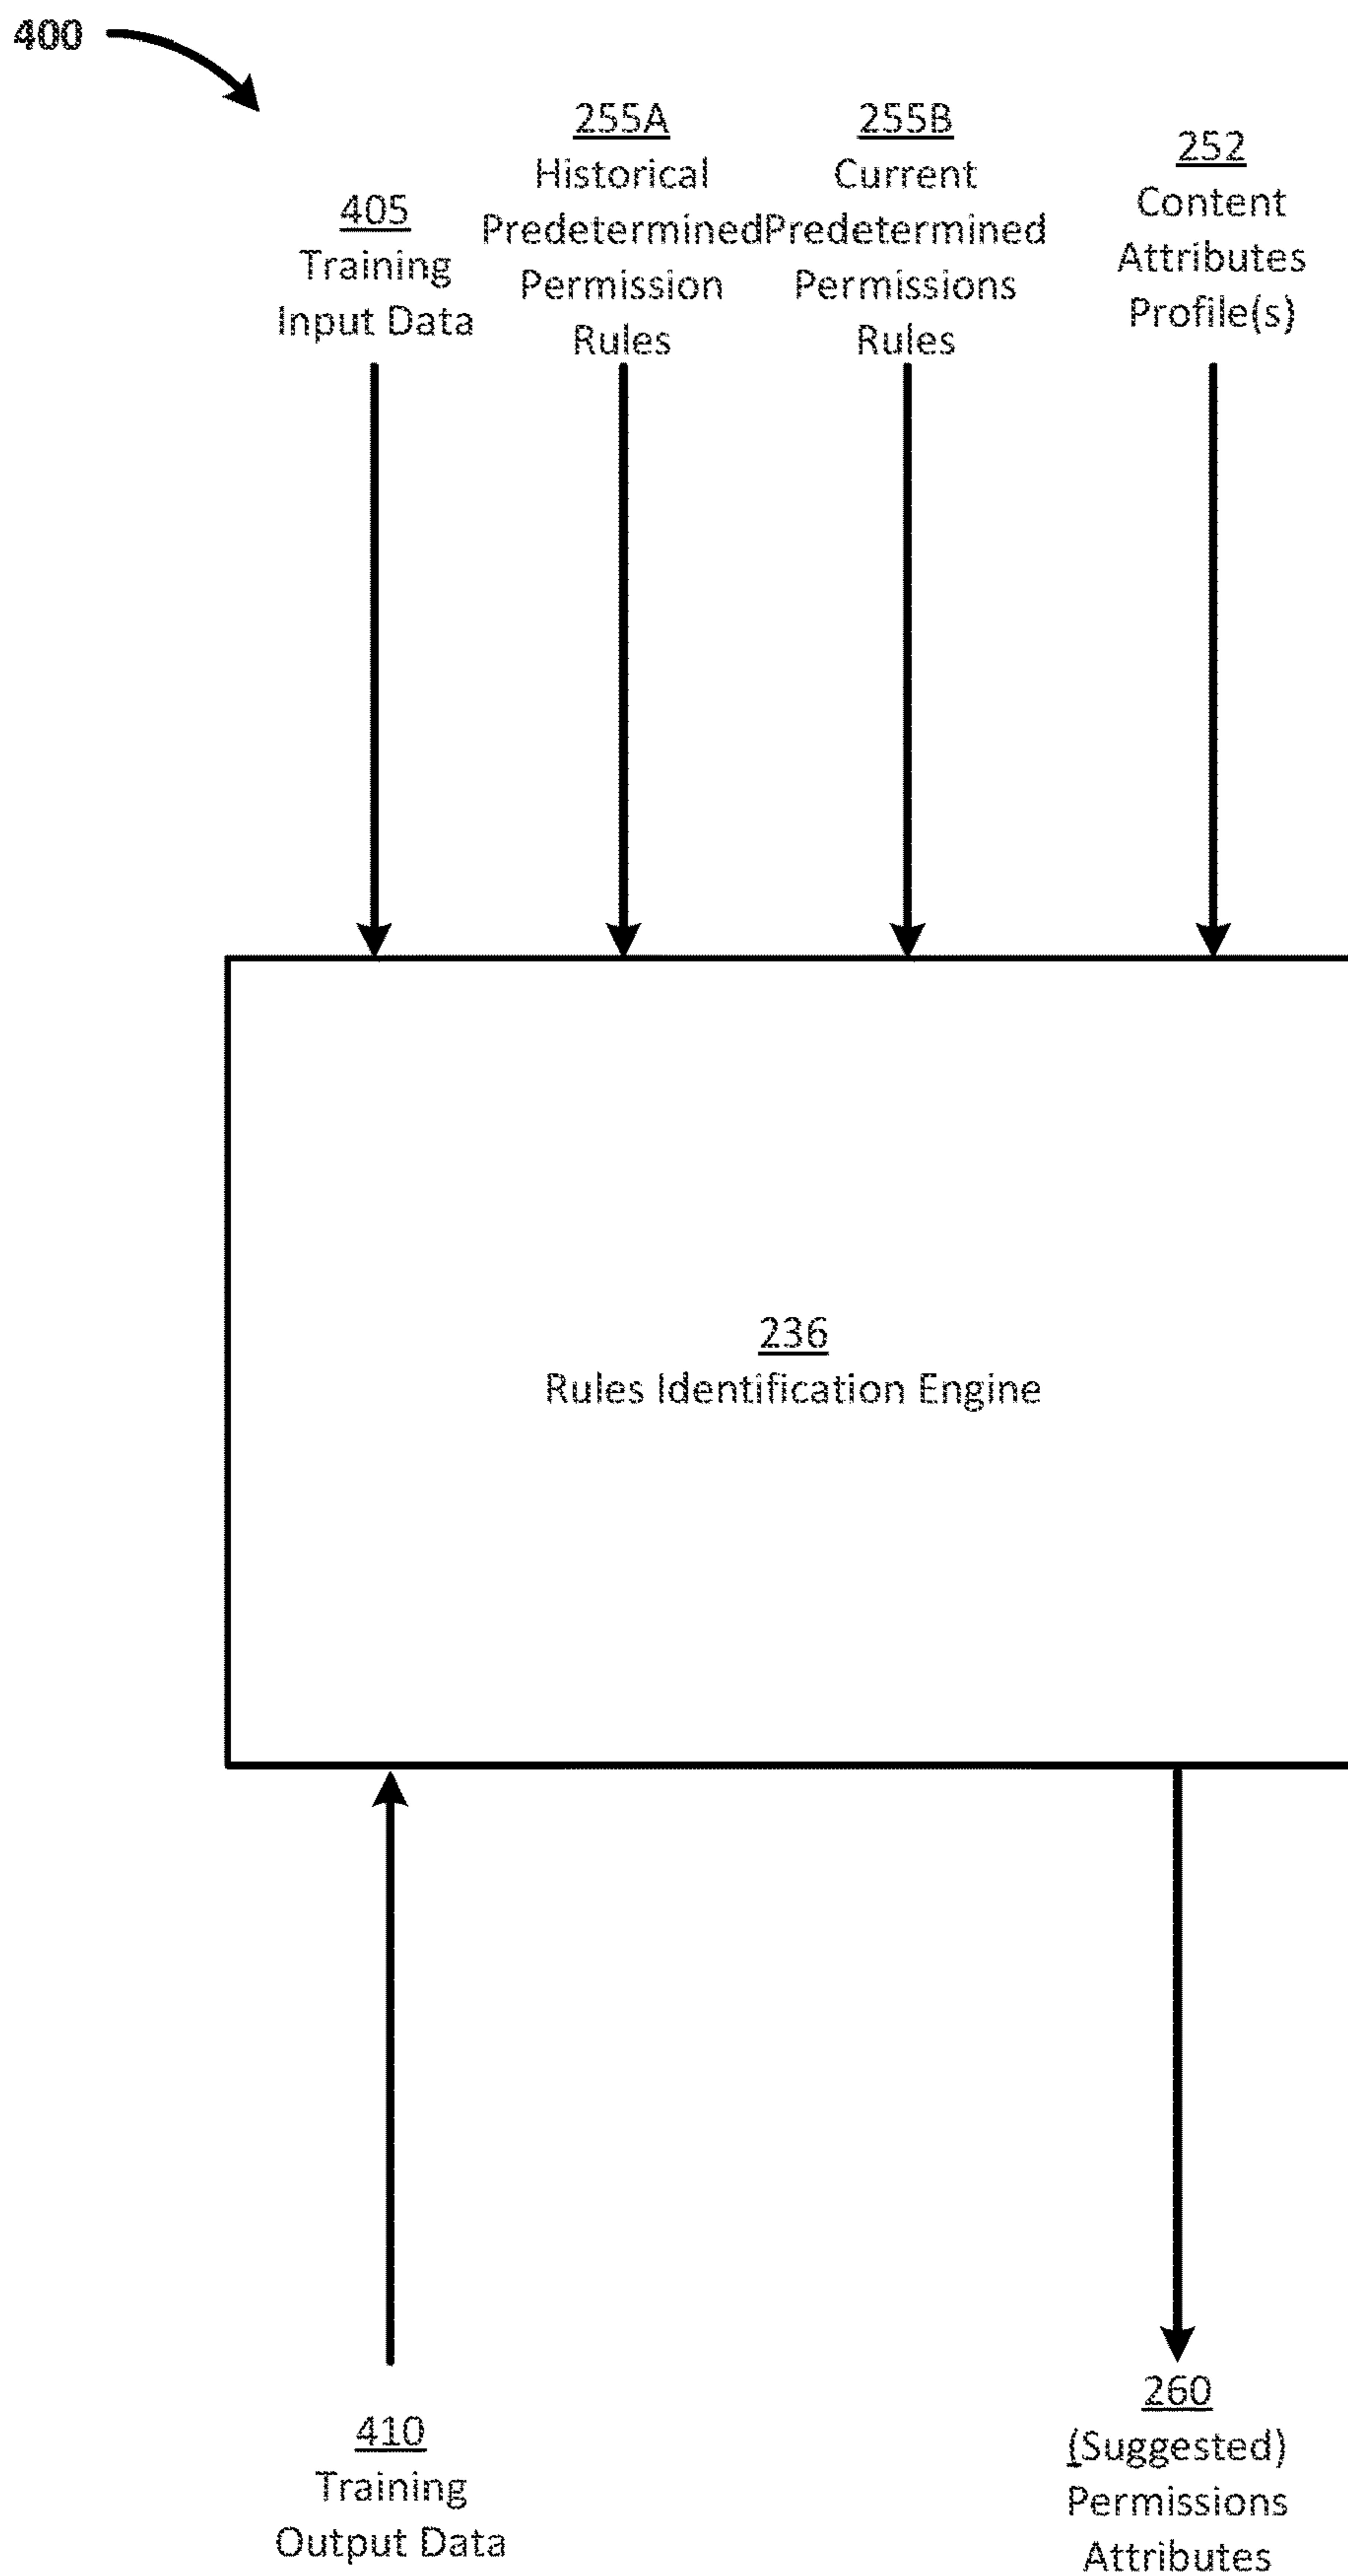 400
405
Training
Input Data
255A
Historical
Predetermined
Permission
Rules
255B
Current
Predetermined
Permissions
Rules
252
Content
Attributes
Profile(s)
236
Rules Identification Engine
410
Training
Output Data
260
(Suggested)
Permissions
Attributes